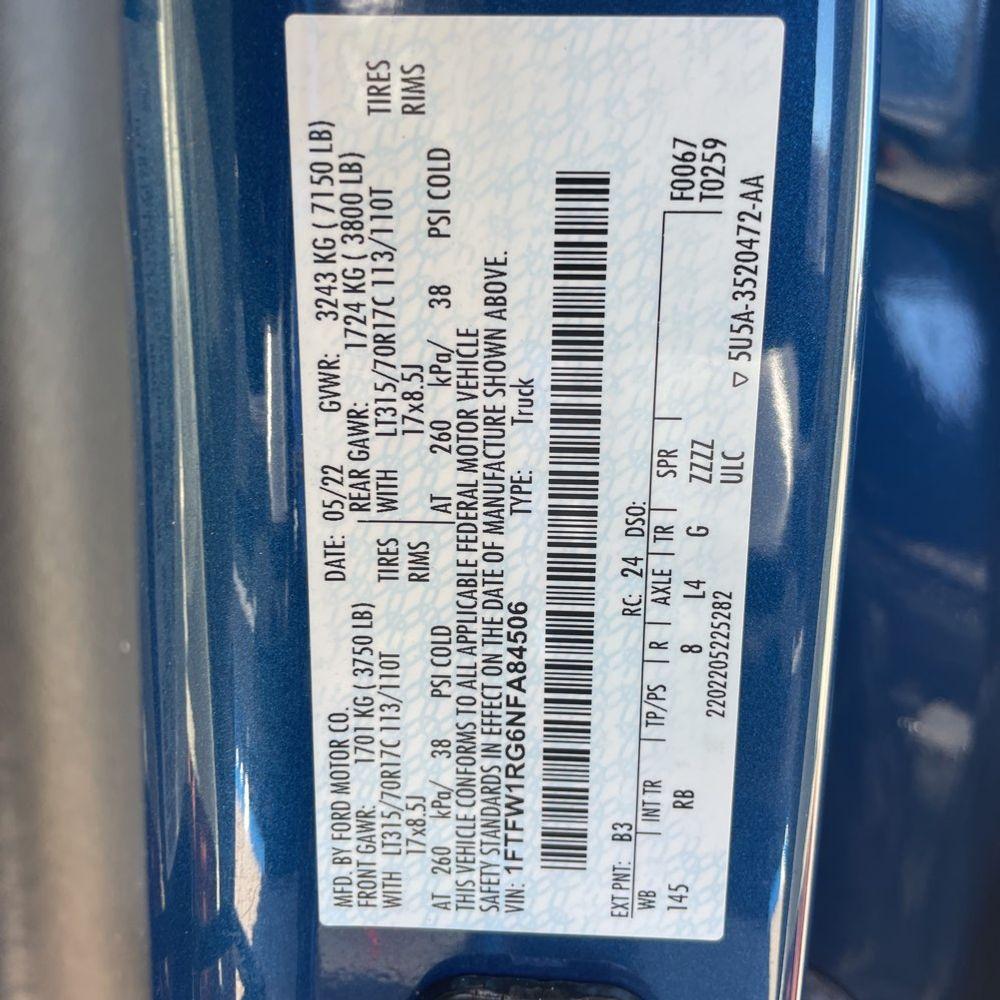 MFD. BY FORD MOTOR CO.
DATE: 05/22 GVWR: 3243 KG ( 7150 LB)
FRONT GAWR: 1701 KG ( 3750 LB) REAR GAWR: 1724 KG ( 3800 LB)
WITH LT315/70R17C 113/110T TIRES WITH LT315/70R17C 113/110T TIRES
17x8.5J RIMS 17x8.5J RIMS
AT 260 kPa/ 38 PSI COLD AT 260 kPa/ 38 PSI COLD
THIS VEHICLE CONFORMS TO ALL APPLICABLE FEDERAL MOTOR VEHICLE
SAFETY STANDARDS IN EFFECT ON THE DATE OF MANUFACTURE SHOWN ABOVE.
VIN: 1FTFW1RG6NFA84506 TYPE: Truck
EXT PNT: B3 RC: 24 DSO: F0067
WB | INT TR | TP/PS | R | AXLE | TR | SPR | T0259
145 RB 8 L4 G ZZZZ
2202205225282 ULC ▽ 5U5A-3520472-AA